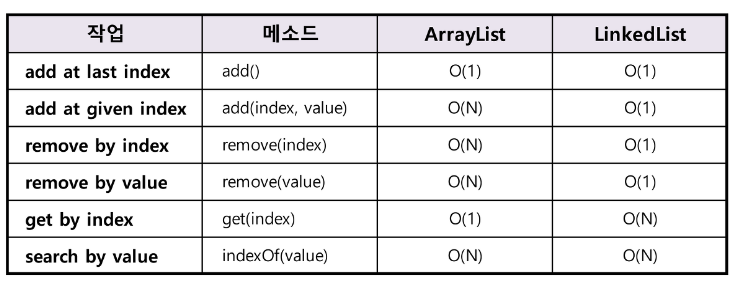 작업 메소드 ArrayList LinkedList
add at last index add() O(1) O(1)
add at given index add(index, value) O(N) O(1)
remove by index remove(index) O(N) O(1)
remove by value remove(value) O(N) O(1)
get by index get(index) O(1) O(N)
search by value indexOf(value) O(N) O(N)